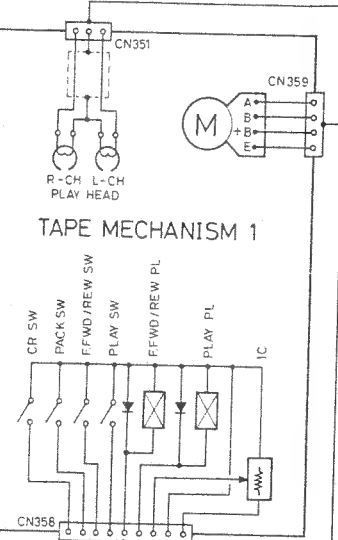 CN351
CN359
A
B
M
+B
E
R-CH L-CH
PLAY HEAD
TAPE MECHANISM 1
CR SW
PACK SW
F.FWD/REW SW
PLAY SW
F.FWD/REW PL
PLAY PL
IC
CN358